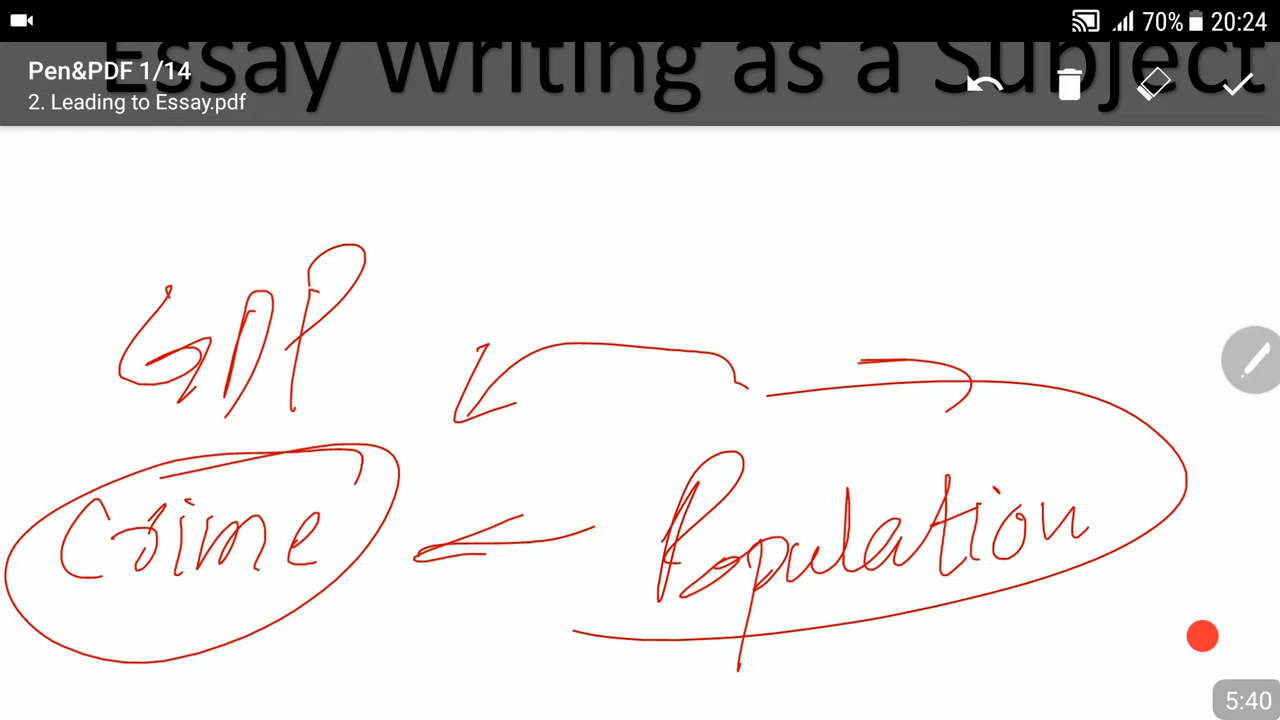 70% 20:24
Essay Writing as a Subject
Pen&PDF 1/14
2. Leading to Essay.pdf
GDP
Crime
Population
5:40